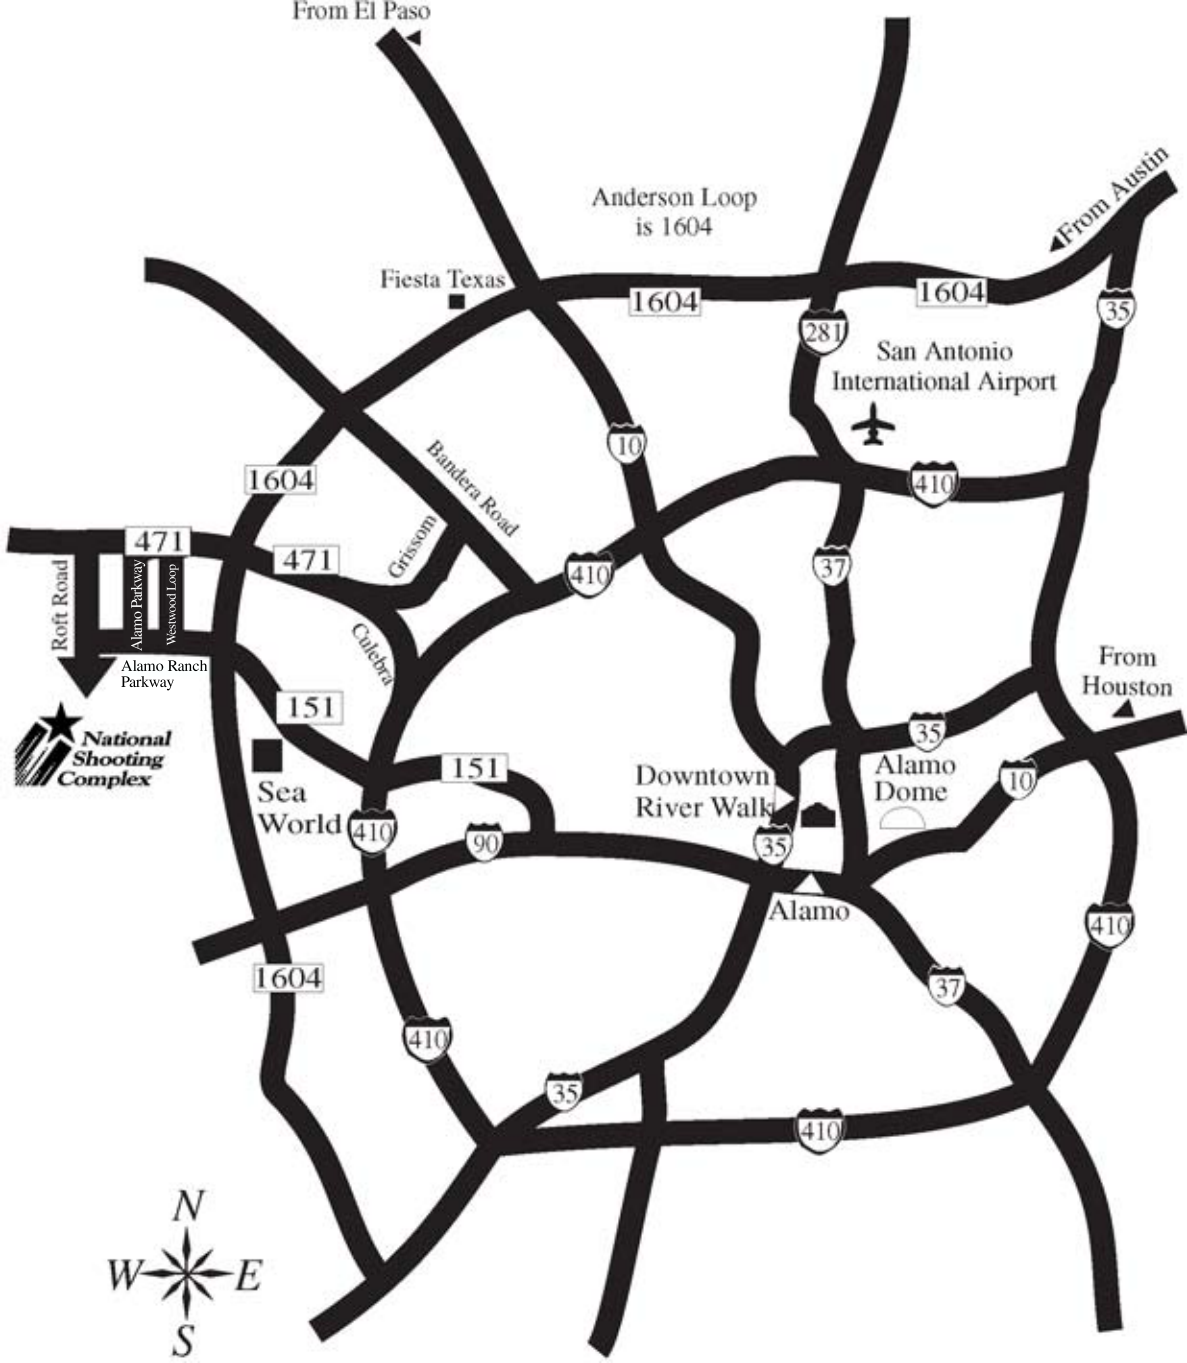 From El Paso
From Austin
Anderson Loop
is 1604
Fiesta Texas
1604
1604
35
281
San Antonio
International Airport
10
Bandera Road
1604
410
471
471
Grissom
410
37
Roft Road
Alamo Parkway
Westwood Loop
Culebra
Alamo Ranch
Parkway
From
Houston
151
35
National
Shooting
Complex
Sea
World
151
Downtown
River Walk
Alamo
Dome
10
410
90
35
Alamo
410
1604
37
410
35
410
N
W
E
S